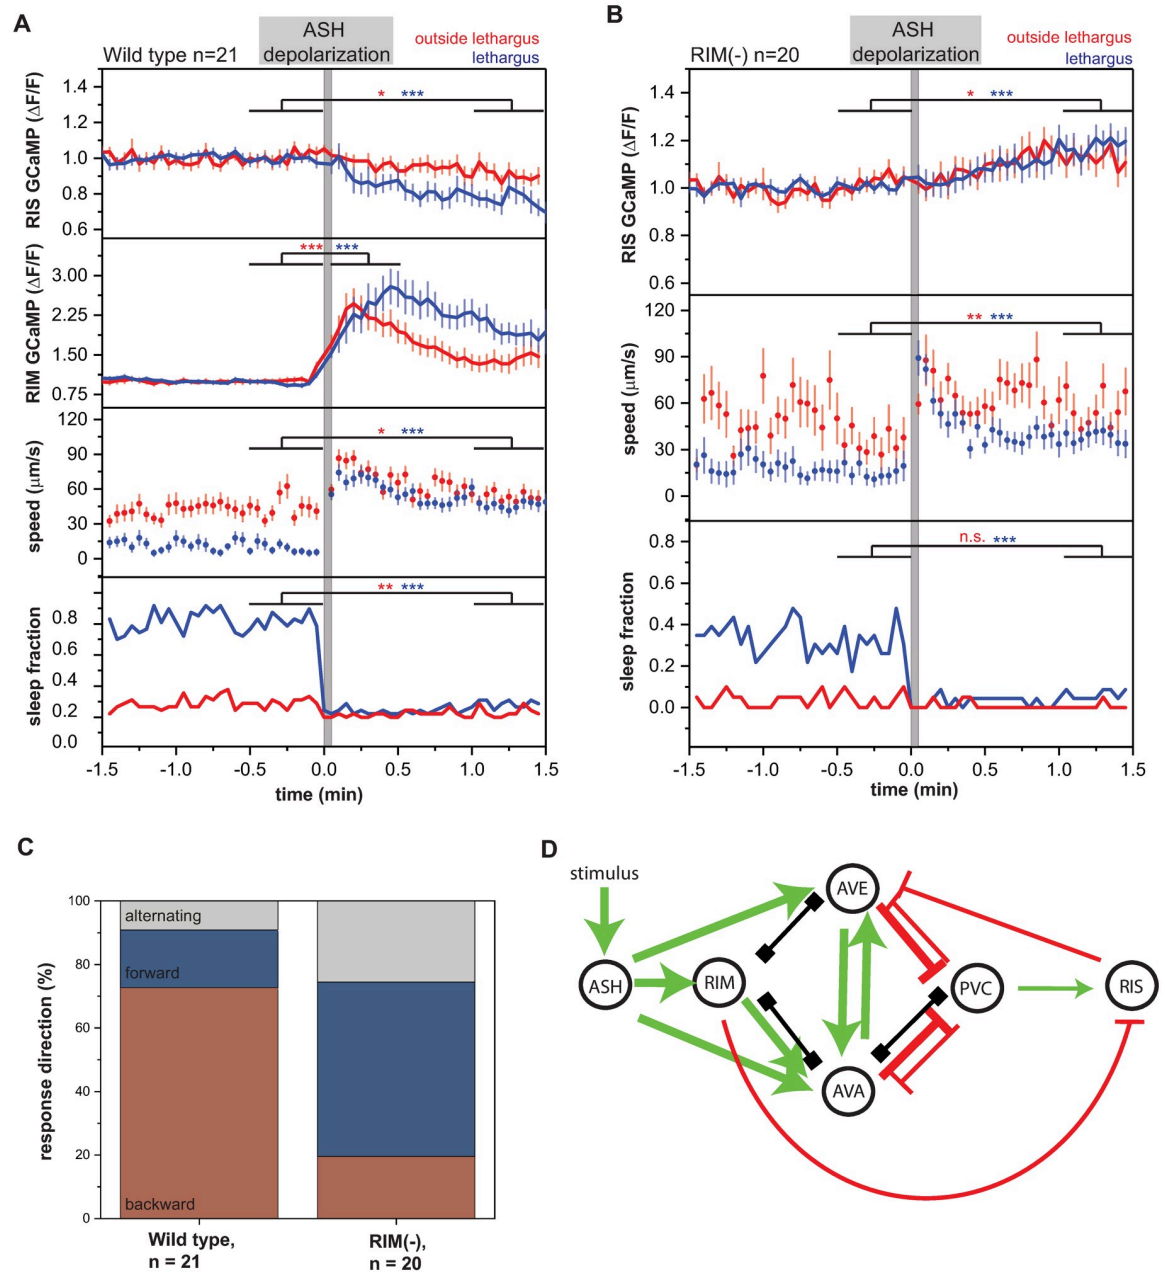 A
Wild type n=21
ASH
depolarization
outside lethargus
lethargus
RIS GCaMP (ΔF/F)
1.4
1.2
1.0
0.8
0.6
* ***
RIM GCaMP (ΔF/F)
3.00
2.25
1.50
0.75
*** ***
speed (μm/s)
120
90
60
30
0
* ***
sleep fraction
0.8
0.6
0.4
0.2
0.0
** ***
-1.5 -1.0 -0.5 0.0 0.5 1.0 1.5
time (min)
B
RIM(-) n=20
ASH
depolarization
outside lethargus
lethargus
RIS GCaMP (ΔF/F)
1.4
1.2
1.0
0.8
0.6
* ***
speed (μm/s)
120
90
60
30
0
** ***
sleep fraction
0.8
0.6
0.4
0.2
0.0
n.s. ***
-1.5 -1.0 -0.5 0.0 0.5 1.0 1.5
time (min)
C
response direction (%)
100
80
60
40
20
0
alternating
forward
backward
Wild type,
n = 21
RIM(-),
n = 20
D
stimulus
AVE
ASH
RIM
PVC
RIS
AVA